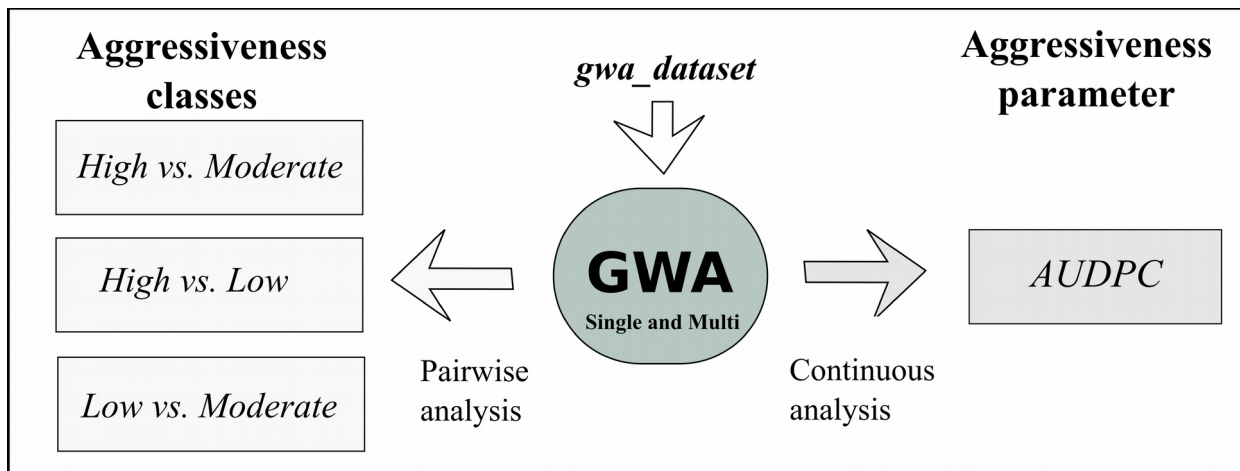 Aggressiveness
classes
High vs. Moderate
High vs. Low
Low vs. Moderate
Pairwise
analysis
gwa_dataset
GWA
Single and Multi
Continuous
analysis
Aggressiveness
parameter
AUDPC